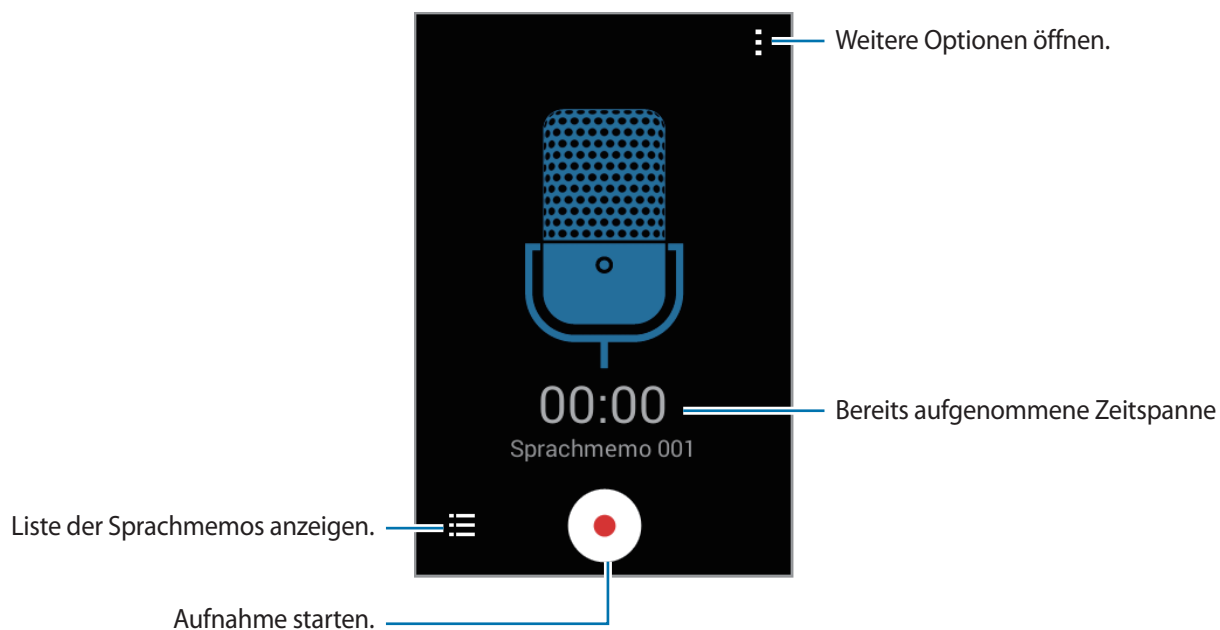 Weitere Optionen öffnen.
00:00
Bereits aufgenommene Zeitspanne
Sprachmemo 001
Liste der Sprachmemos anzeigen.
Aufnahme starten.